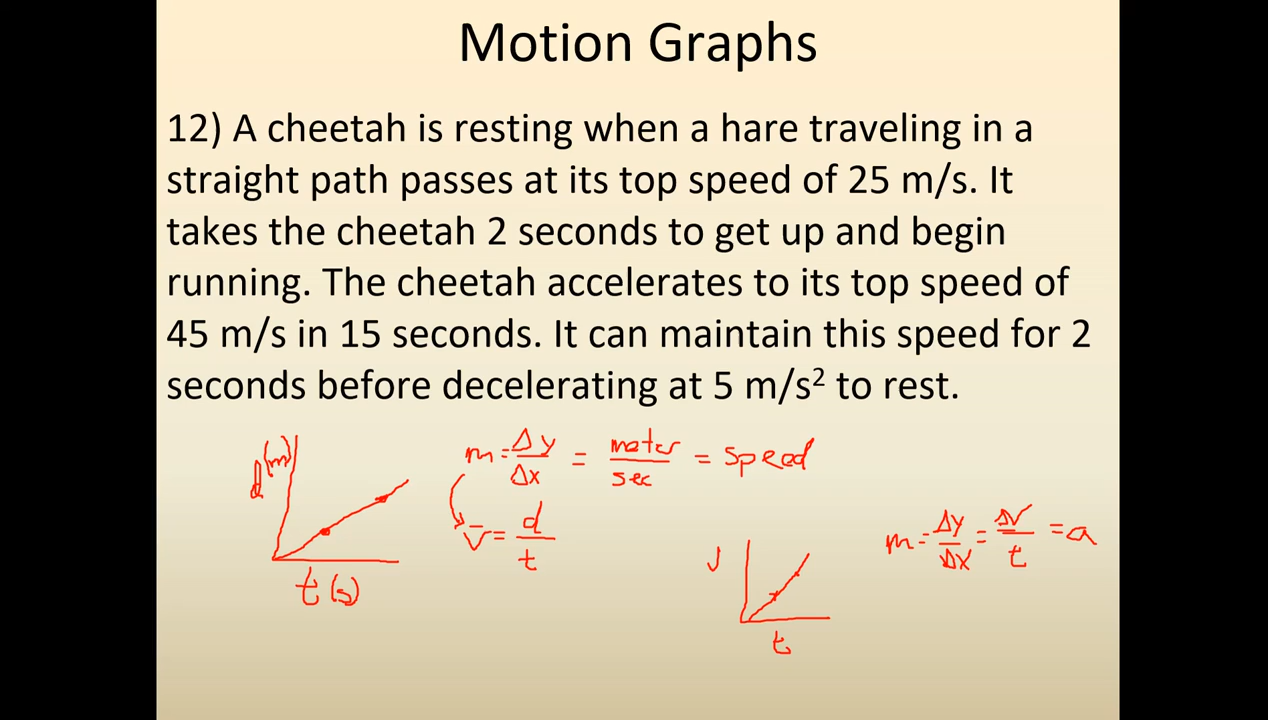 Motion Graphs
12) A cheetah is resting when a hare traveling in a
straight path passes at its top speed of 25 m/s. It
takes the cheetah 2 seconds to get up and begin
running. The cheetah accelerates to its top speed of
45 m/s in 15 seconds. It can maintain this speed for 2
seconds before decelerating at 5 m/s² to rest.
d (m)
t (s)
m = Δy/Δx = meter/sec = speed
v̄ = d/t
v
t
m = Δy/Δx = Δv/t = a